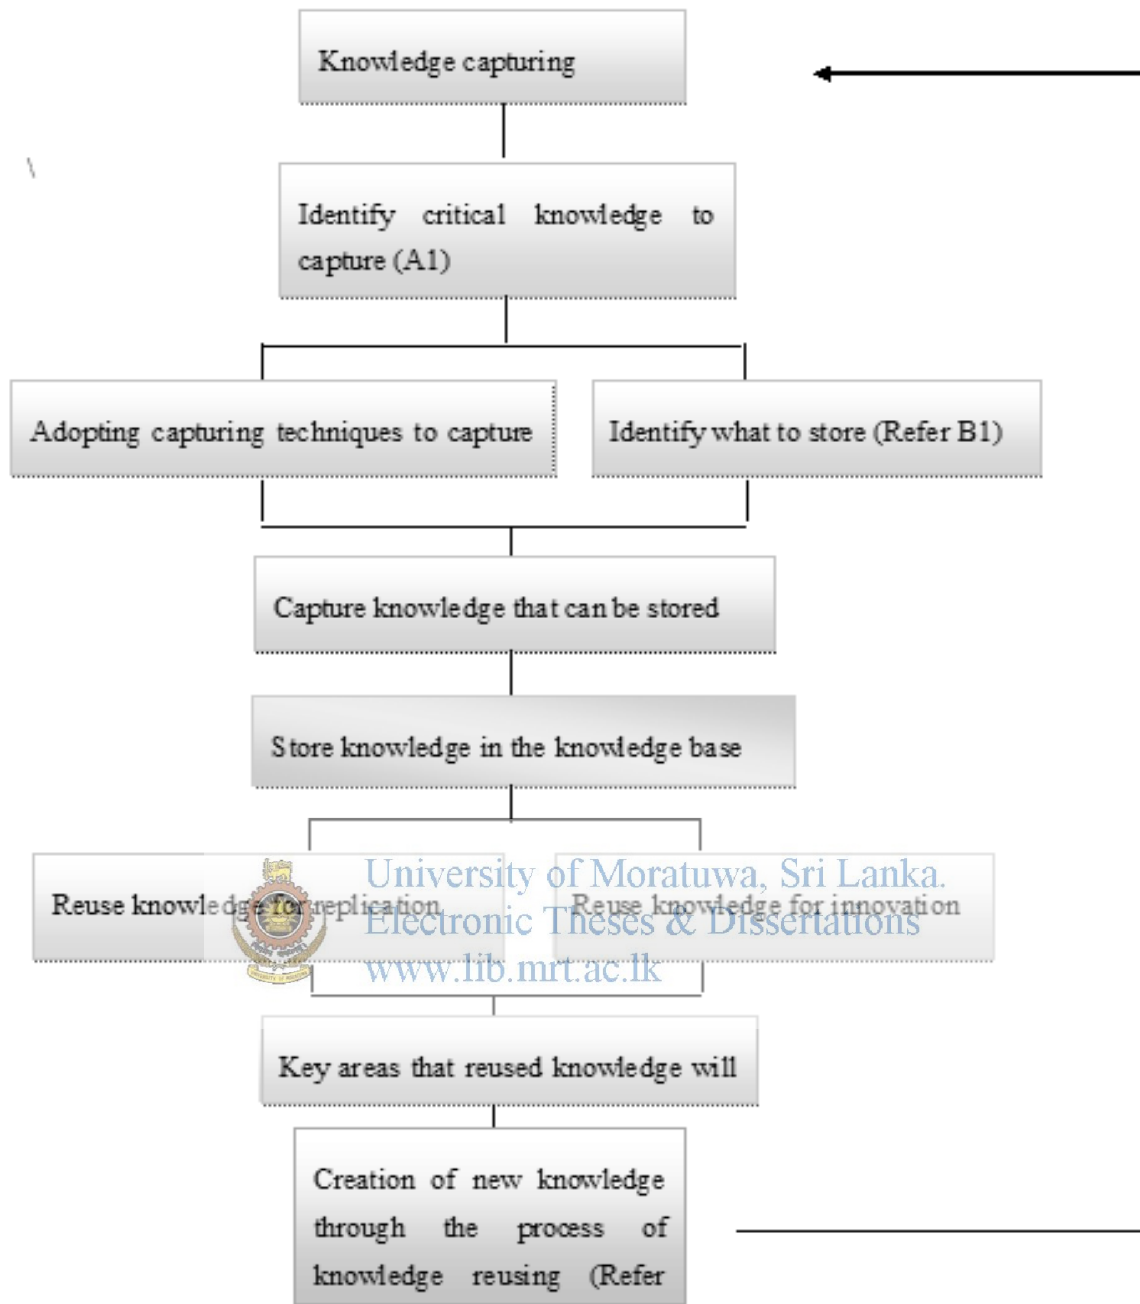 Knowledge capturing
\
Identify critical knowledge to
capture (A1)
Adopting capturing techniques to capture
Identify what to store (Refer B1)
Capture knowledge that can be stored
Store knowledge in the knowledge base
Reuse knowledge for replication
Reuse knowledge for innovation
University of Moratuwa, Sri Lanka.
Electronic Theses & Dissertations
www.lib.mrt.ac.lk
Key areas that reused knowledge will
Creation of new knowledge
through the process of
knowledge reusing (Refer